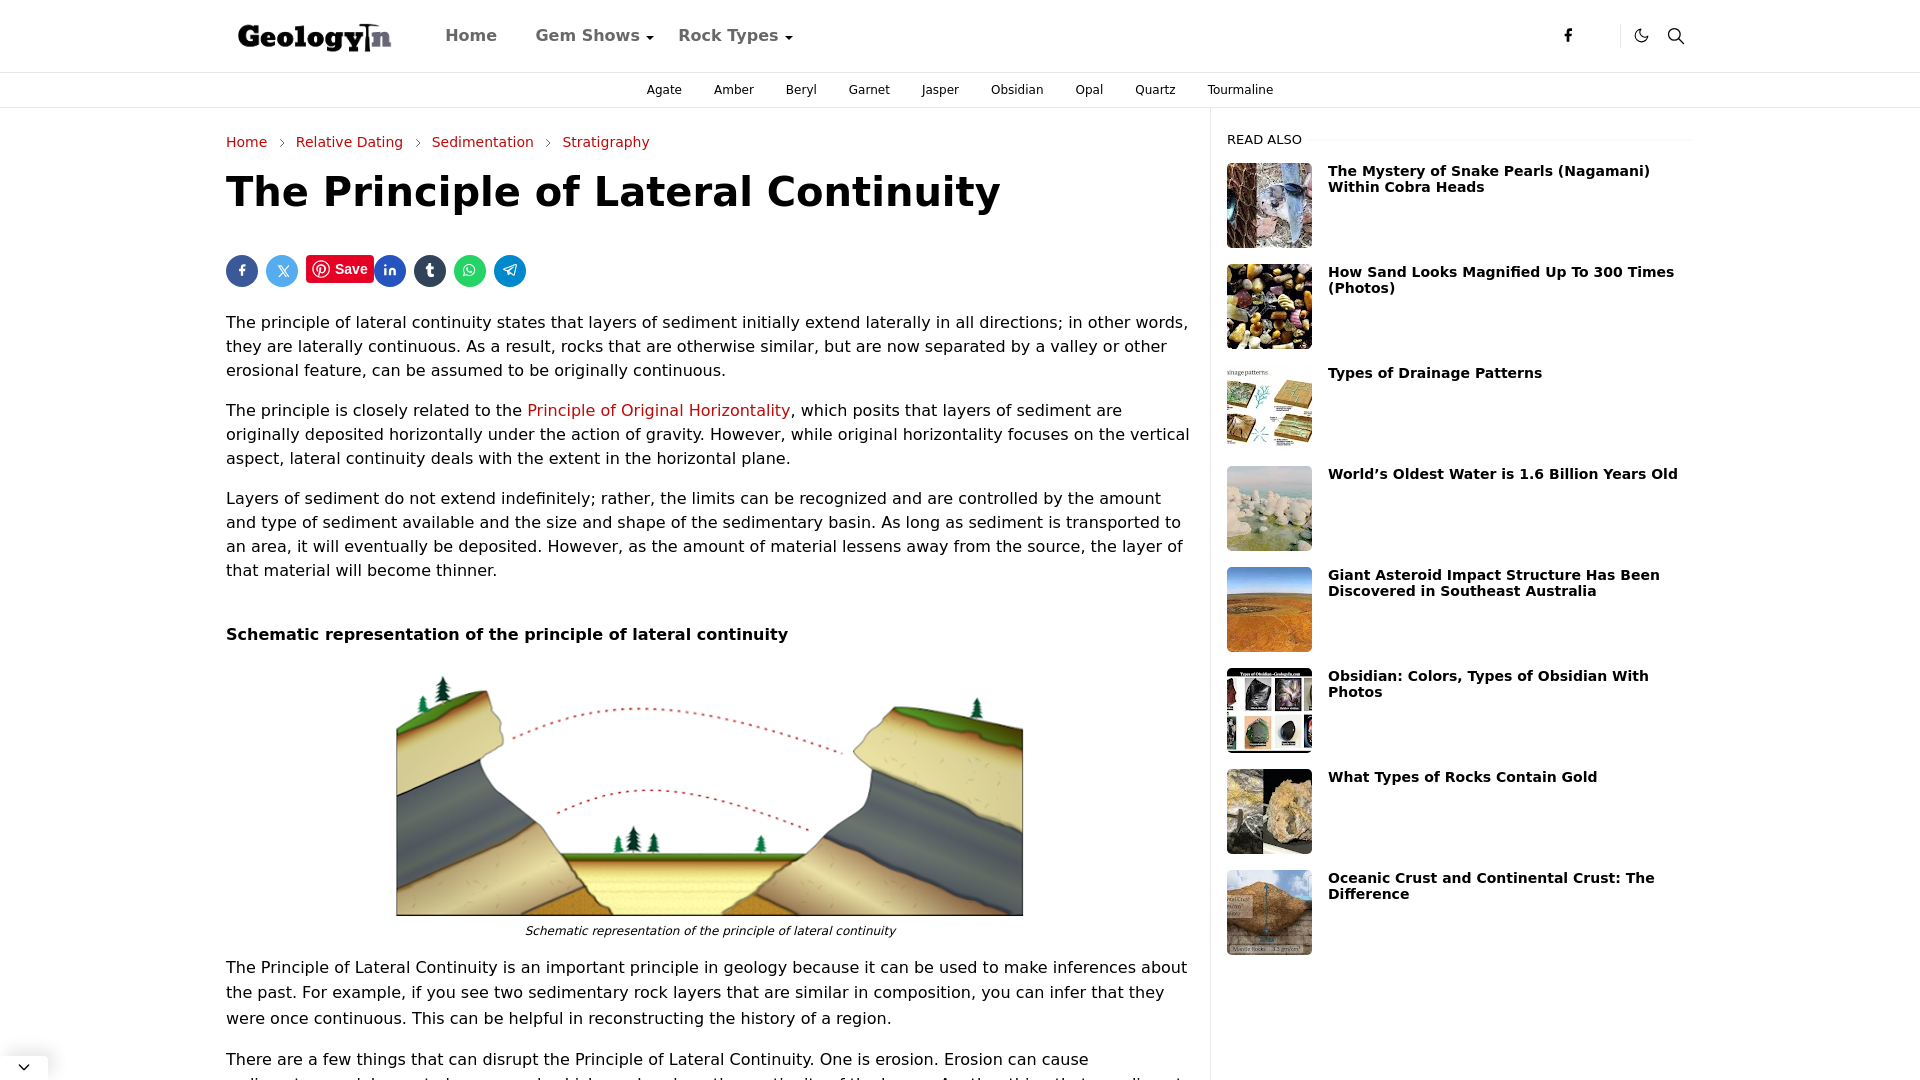 GeologyIn
Home
Gem Shows
Rock Types
Agate
Amber
Beryl
Garnet
Jasper
Obsidian
Opal
Quartz
Tourmaline
Home
Relative Dating
Sedimentation
Stratigraphy
The Principle of Lateral Continuity
Save
The principle of lateral continuity states that layers of sediment initially extend laterally in all directions; in other words,
they are laterally continuous. As a result, rocks that are otherwise similar, but are now separated by a valley or other
erosional feature, can be assumed to be originally continuous.
The principle is closely related to the Principle of Original Horizontality, which posits that layers of sediment are
originally deposited horizontally under the action of gravity. However, while original horizontality focuses on the vertical
aspect, lateral continuity deals with the extent in the horizontal plane.
Layers of sediment do not extend indefinitely; rather, the limits can be recognized and are controlled by the amount
and type of sediment available and the size and shape of the sedimentary basin. As long as sediment is transported to
an area, it will eventually be deposited. However, as the amount of material lessens away from the source, the layer of
that material will become thinner.
Schematic representation of the principle of lateral continuity
Schematic representation of the principle of lateral continuity
The Principle of Lateral Continuity is an important principle in geology because it can be used to make inferences about
the past. For example, if you see two sedimentary rock layers that are similar in composition, you can infer that they
were once continuous. This can be helpful in reconstructing the history of a region.
There are a few things that can disrupt the Principle of Lateral Continuity. One is erosion. Erosion can cause
READ ALSO
The Mystery of Snake Pearls (Nagamani)
Within Cobra Heads
How Sand Looks Magnified Up To 300 Times
(Photos)
Types of Drainage Patterns
World’s Oldest Water is 1.6 Billion Years Old
Giant Asteroid Impact Structure Has Been
Discovered in Southeast Australia
Obsidian: Colors, Types of Obsidian With
Photos
What Types of Rocks Contain Gold
Oceanic Crust and Continental Crust: The
Difference